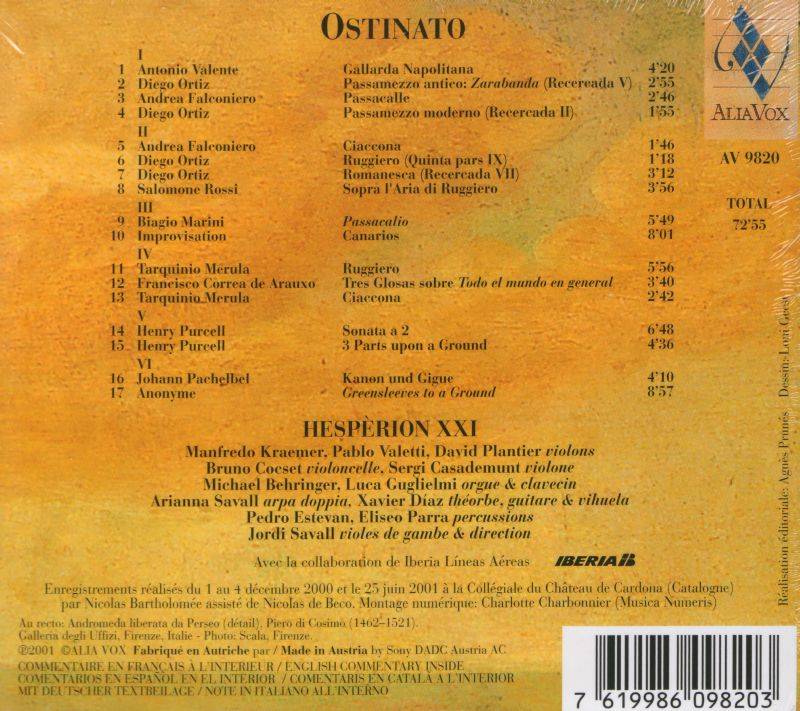 OSTINATO
I
1 Antonio Valente Gallarda Napolitana 4'20
2 Diego Ortiz Passamezzo antico: Zarabanda (Recercada V) 2'55
3 Andrea Falconiero Passacalle 2'46
4 Diego Ortiz Passamezzo moderno (Recercada II) 1'55
II
5 Andrea Falconiero Ciaccona 1'46
6 Diego Ortiz Ruggiero (Quinta pars IX) 1'18
7 Diego Ortiz Romanesca (Recercada VII) 3'12
8 Salomone Rossi Sopra l'Aria di Ruggiero 3'56
III
9 Biagio Marini Passacalio 5'49
10 Improvisation Canarios 8'01
IV
11 Tarquinio Merula Ruggiero 5'56
12 Francisco Correa de Arauxo Tres Glosas sobre Todo el mundo en general 3'40
13 Tarquinio Merula Ciaccona 2'42
V
14 Henry Purcell Sonata a 2 6'48
15 Henry Purcell 3 Parts upon a Ground 4'36
VI
16 Johann Pachelbel Kanon und Gigue 4'10
17 Anonyme Greensleeves to a Ground 8'57
ALIAVOX
AV 9820
TOTAL
72'55
HESPÈRION XXI
Manfredo Kraemer, Pablo Valetti, David Plantier violons
Bruno Cocset violoncelle, Sergi Casademunt violone
Michael Behringer, Luca Guglielmi orgue & clavecin
Arianna Savall arpa doppia, Xavier Díaz théorbe, guitare & vihuela
Pedro Estevan, Eliseo Parra percussions
Jordi Savall violes de gambe & direction
Avec la collaboration de Iberia Líneas Aéreas IBERIA IB
Enregistrements réalisés du 1 au 4 décembre 2000 et le 25 juin 2001 à la Collégiale du Château de Cardona (Catalogne)
par Nicolas Bartholomée assisté de Nicolas de Beco. Montage numérique: Charlotte Charbonnier (Musica Numeris)
Au recto: Andromeda liberata da Perseo (détail). Piero di Cosimo (1462–1521).
Galleria degli Uffizi, Firenze, Italie - Photo: Scala, Firenze.
℗2001 ©ALIA VOX Fabriqué en Autriche par / Made in Austria by Sony DADC Austria AG
COMMENTAIRE EN FRANÇAIS À L'INTERIEUR / ENGLISH COMMENTARY INSIDE
COMENTARIOS EN ESPAÑOL EN EL INTERIOR / COMENTARIS EN CATALÀ A L'INTERIOR
MIT DEUTSCHER TEXTBEILAGE / NOTE IN ITALIANO ALL'INTERNO
Réalisation éditoriale: Agnès Prunés Dessin: Loni Geest
7 619986 098203